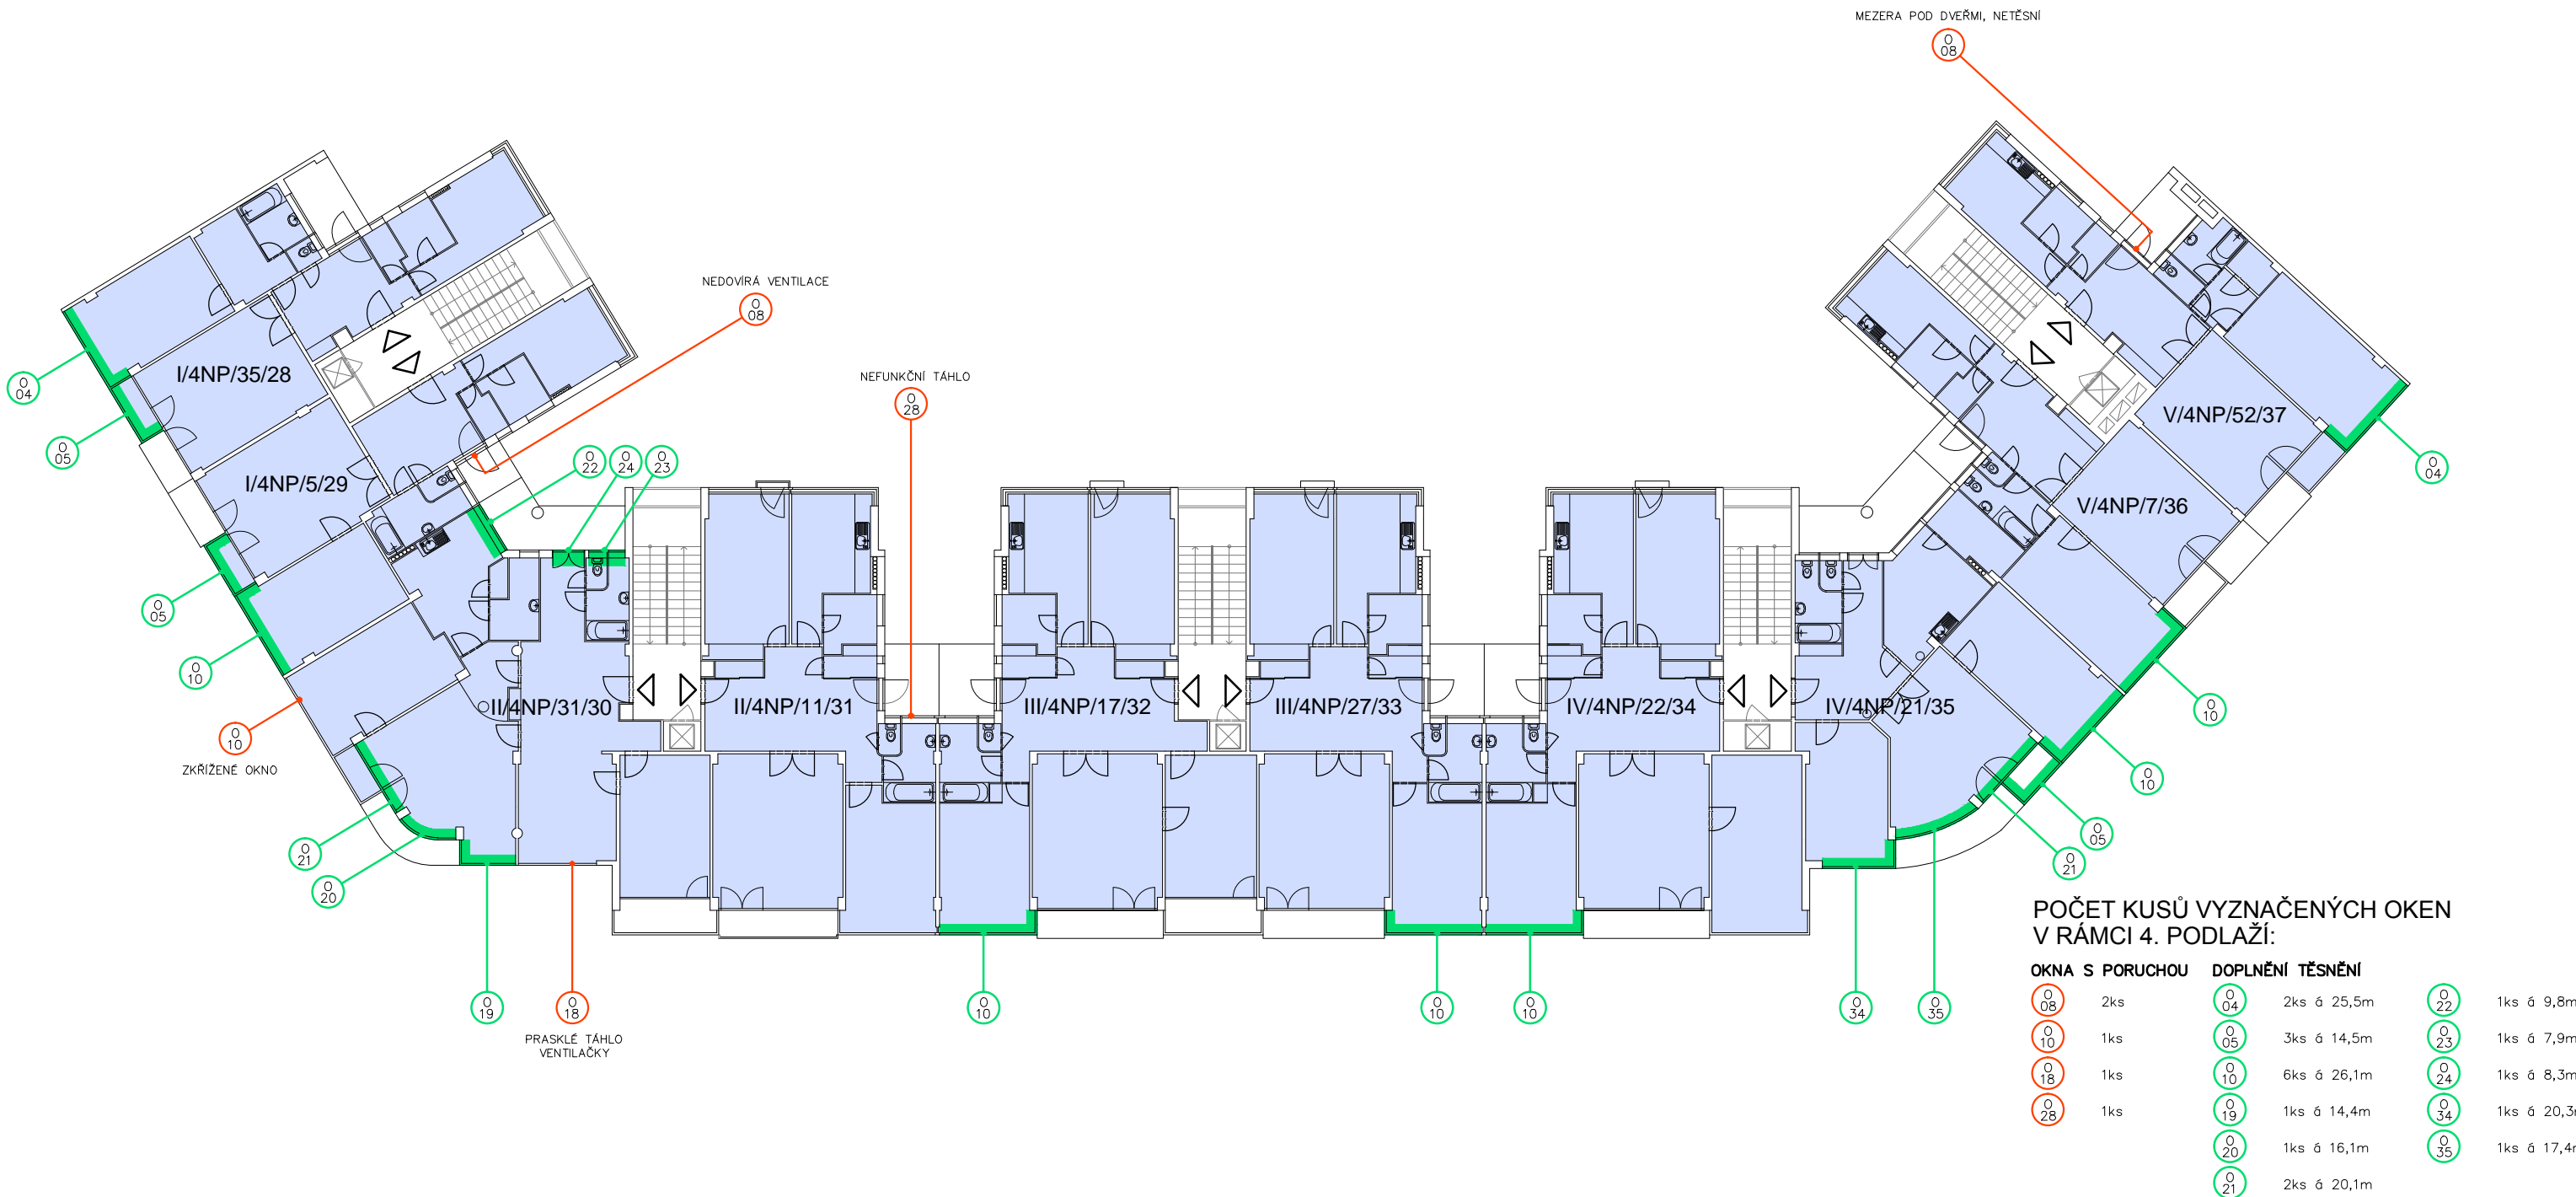 MEZERA POD DVEŘMI, NETĚSNÍ
O 08
NEDOVÍRÁ VENTILACE
O 08
NEFUNKČNÍ TÁHLO
O 28
I/4NP/35/28
O 04
O 05
I/4NP/5/29
O 22
O 24
O 23
V/4NP/52/37
O 04
V/4NP/7/36
O 05
O 10
II/4NP/31/30
II/4NP/11/31
III/4NP/17/32
III/4NP/27/33
IV/4NP/22/34
IV/4NP/21/35
O 10
O 10
ZKŘÍŽENÉ OKNO
O 10
O 05
O 21
O 21
O 20
O 19
O 18
PRASKLÉ TÁHLO
VENTILAČKY
O 10
O 10
O 10
O 34
O 35
POČET KUSŮ VYZNAČENÝCH OKEN
V RÁMCI 4. PODLAŽÍ:
OKNA S PORUCHOU DOPLNĚNÍ TĚSNĚNÍ
O 08 2ks O 04 2ks á 25,5m O 22 1ks á 9,8m
O 10 1ks O 05 3ks á 14,5m O 23 1ks á 7,9m
O 18 1ks O 10 6ks á 26,1m O 24 1ks á 8,3m
O 28 1ks O 19 1ks á 14,4m O 34 1ks á 20,3m
O 20 1ks á 16,1m O 35 1ks á 17,4m
O 21 2ks á 20,1m